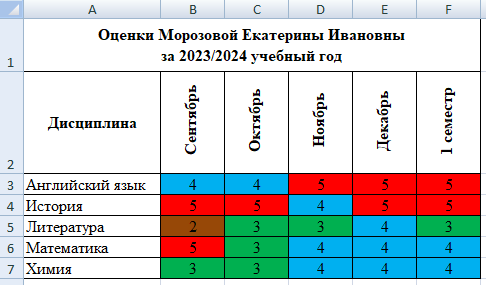 A B C D E F
1 Оценки Морозовой Екатерины Ивановны
за 2023/2024 учебный год
2 Дисциплина Сентябрь Октябрь Ноябрь Декабрь 1 семестр
3 Английский язык 4 4 5 5 5
4 История 5 5 4 5 5
5 Литература 2 3 3 4 3
6 Математика 5 3 4 4 4
7 Химия 3 3 4 4 4